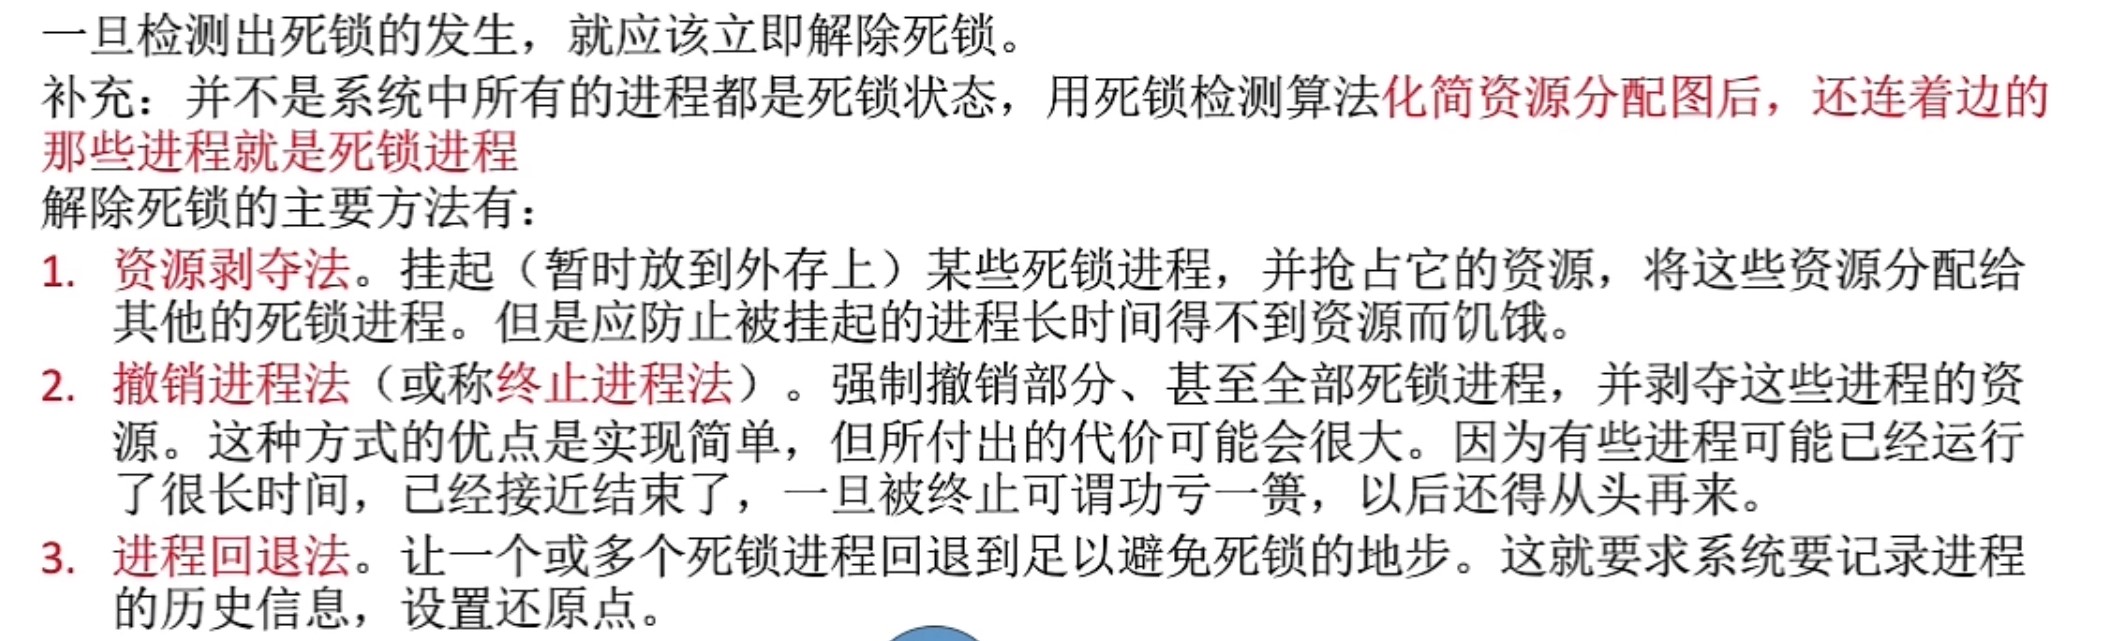 一旦检测出死锁的发生，就应该立即解除死锁。
补充：并不是系统中所有的进程都是死锁状态，用死锁检测算法化简资源分配图后，还连着边的
那些进程就是死锁进程
解除死锁的主要方法有：
1. 资源剥夺法。挂起（暂时放到外存上）某些死锁进程，并抢占它的资源，将这些资源分配给
其他的死锁进程。但是应防止被挂起的进程长时间得不到资源而饥饿。
2. 撤销进程法（或称终止进程法）。强制撤销部分、甚至全部死锁进程，并剥夺这些进程的资
源。这种方式的优点是实现简单，但所付出的代价可能会很大。因为有些进程可能已经运行
了很长时间，已经接近结束了，一旦被终止可谓功亏一篑，以后还得从头再来。
3. 进程回退法。让一个或多个死锁进程回退到足以避免死锁的地步。这就要求系统要记录进程
的历史信息，设置还原点。